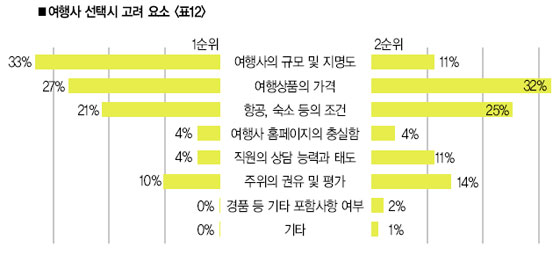 ■여행사 선택시 고려 요소 <표12>
1순위 2순위
33% 여행사의 규모 및 지명도 11%
27% 여행상품의 가격 32%
21% 항공, 숙소 등의 조건 25%
4% 여행사 홈페이지의 충실함 4%
4% 직원의 상담 능력과 태도 11%
10% 주위의 권유 및 평가 14%
0% 경품 등 기타 포함사항 여부 2%
0% 기타 1%